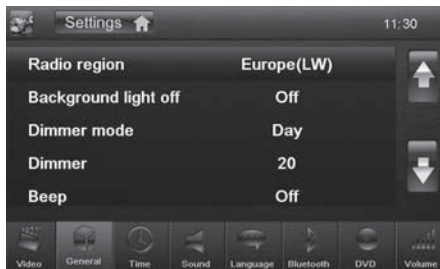 Settings 11:30
Radio region Europe(LW)
Background light off Off
Dimmer mode Day
Dimmer 20
Beep Off
Video General Time Sound Language Bluetooth DVD Volume